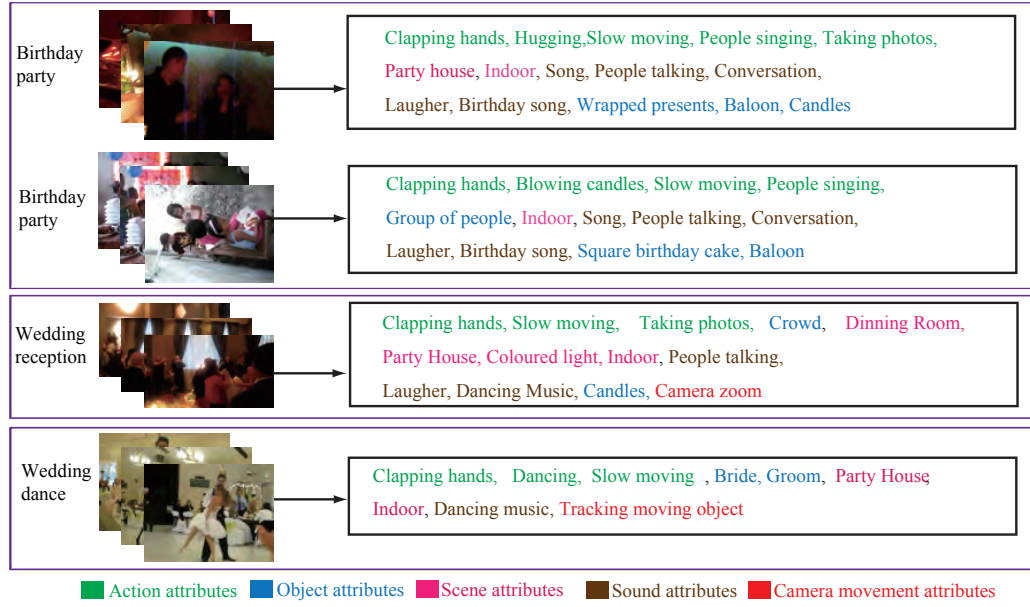 Birthday
party
Clapping hands, Hugging,Slow moving, People singing, Taking photos,
Party house, Indoor, Song, People talking, Conversation,
Laugher, Birthday song, Wrapped presents, Baloon, Candles
Birthday
party
Clapping hands, Blowing candles, Slow moving, People singing,
Group of people, Indoor, Song, People talking, Conversation,
Laugher, Birthday song, Square birthday cake, Baloon
Wedding
reception
Clapping hands, Slow moving, Taking photos, Crowd, Dinning Room,
Party House, Coloured light, Indoor, People talking,
Laugher, Dancing Music, Candles, Camera zoom
Wedding
dance
Clapping hands, Dancing, Slow moving , Bride, Groom, Party House,
Indoor, Dancing music, Tracking moving object
Action attributes Object attributes Scene attributes Sound attributes Camera movement attributes